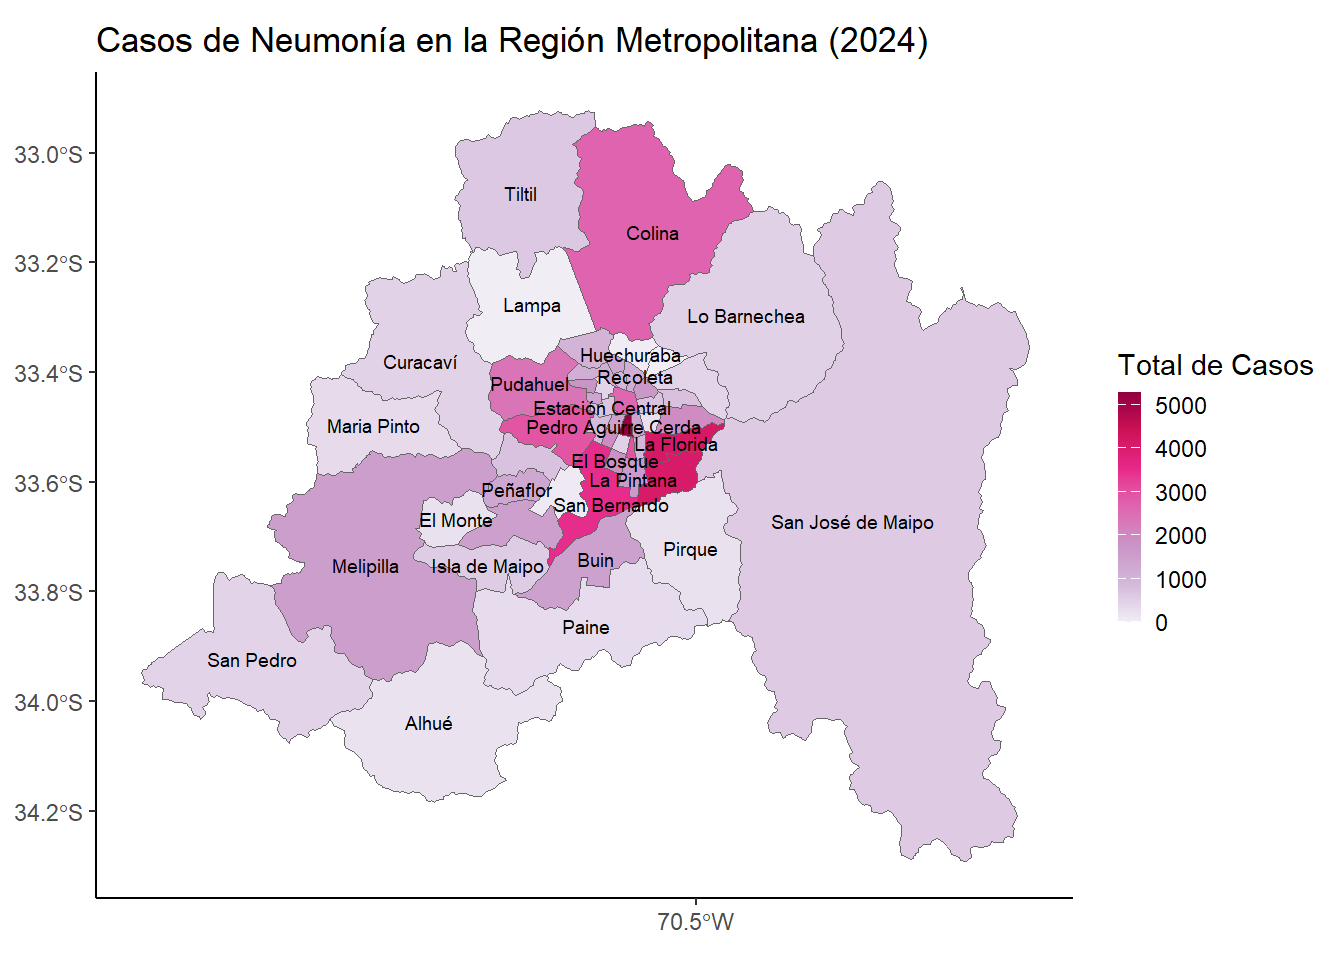 Casos de Neumonía en la Región Metropolitana (2024)
33.0°S
33.2°S
33.4°S
33.6°S
33.8°S
34.0°S
34.2°S
70.5°W
Tiltil
Colina
Lampa
Lo Barnechea
Huechuraba
Curacaví
Recoleta
Pudahuel
Estación Central
Maria Pinto
Pedro Aguirre Cerda
La Florida
El Bosque
La Pintana
Peñaflor
San Bernardo
El Monte
San José de Maipo
Pirque
Buin
Melipilla
Isla de Maipo
Paine
San Pedro
Alhué
Total de Casos
5000
4000
3000
2000
1000
0